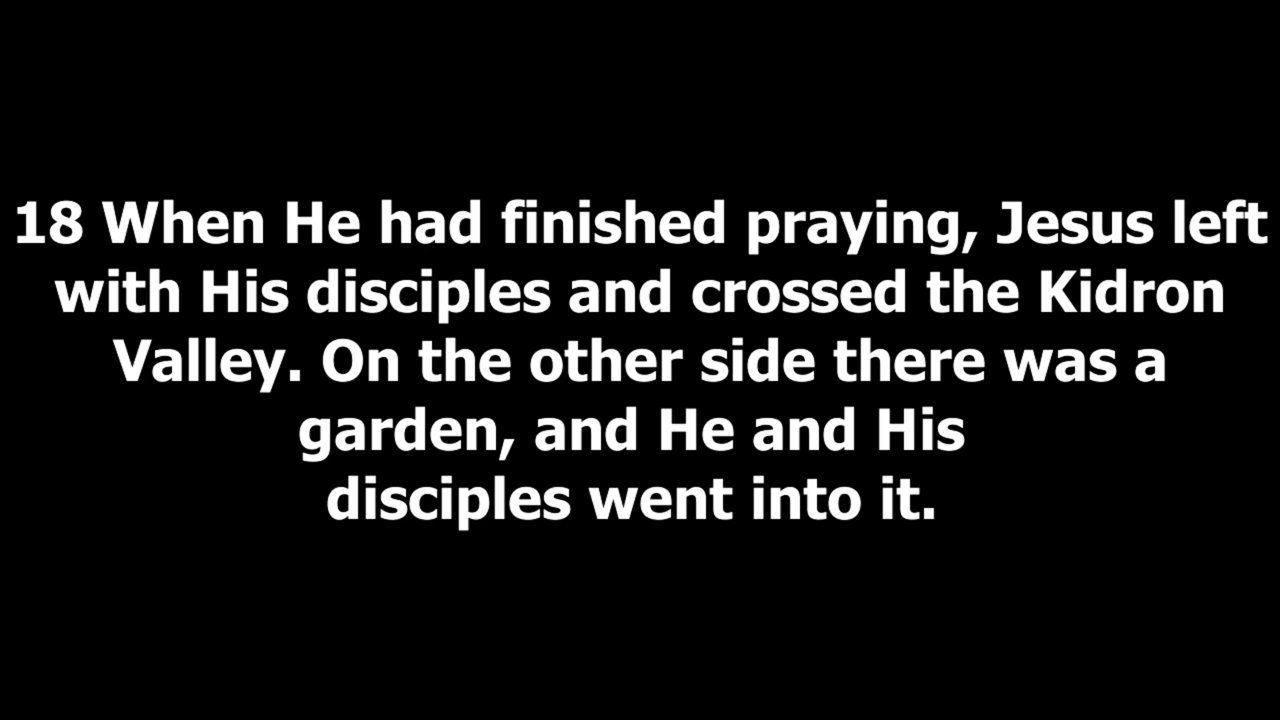 18 When He had finished praying, Jesus left
with His disciples and crossed the Kidron
Valley. On the other side there was a
garden, and He and His
disciples went into it.